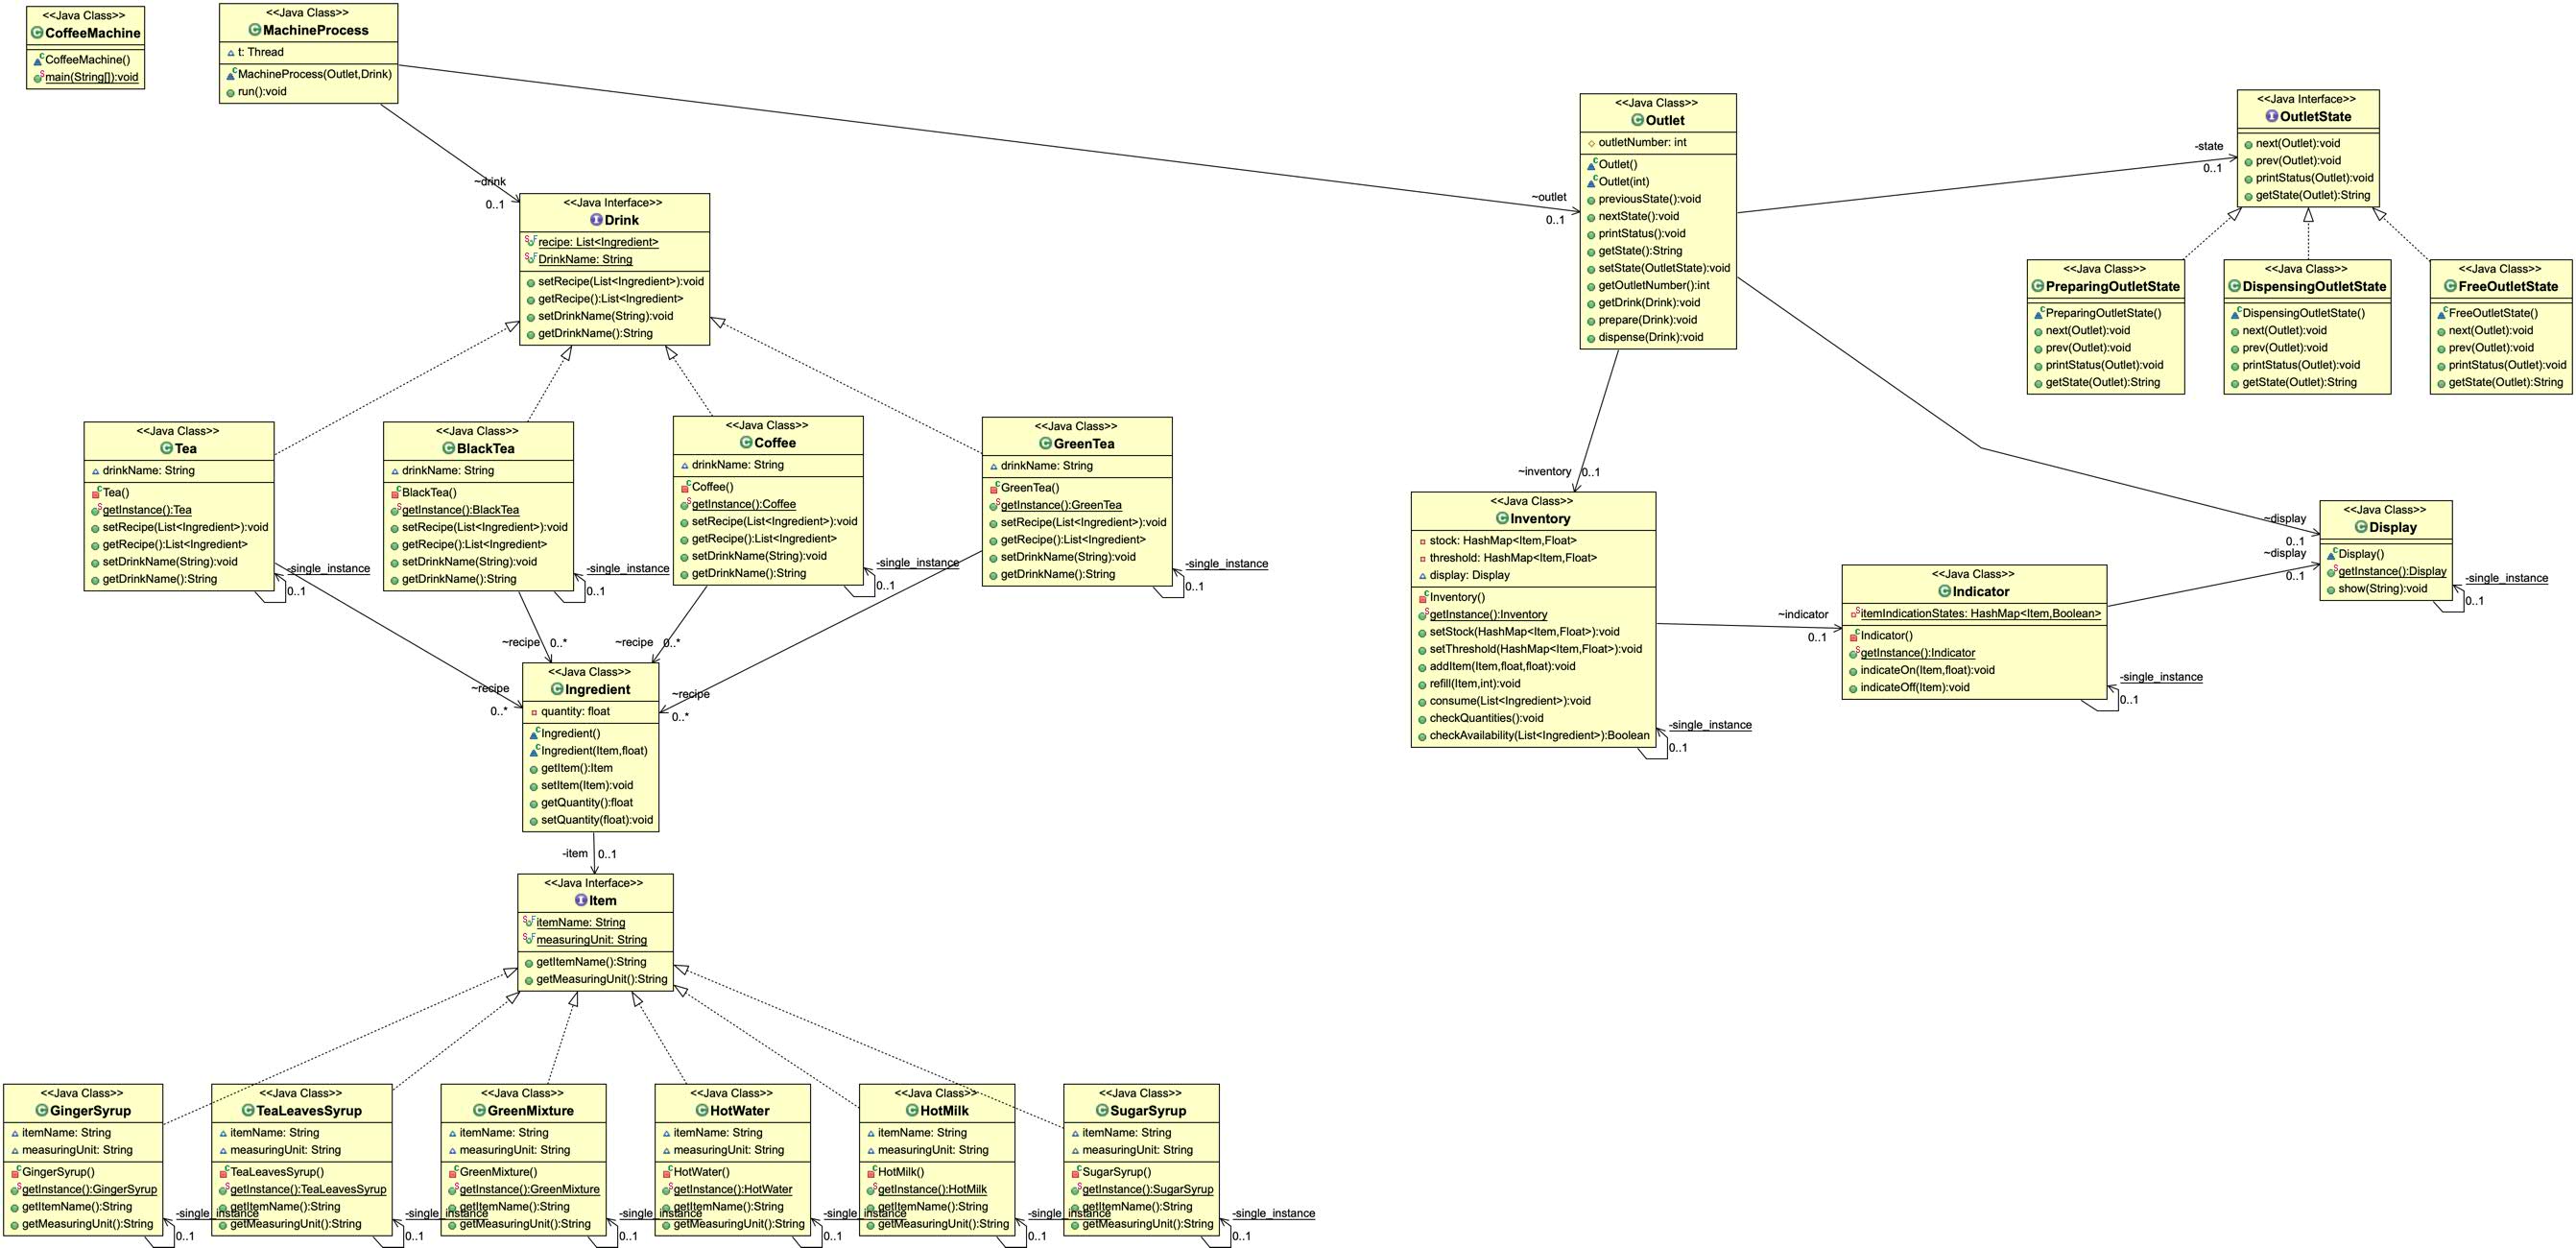 <<Java Class>>
CoffeeMachine
CoffeeMachine()
main(String[]):void
<<Java Class>>
MachineProcess
t: Thread
MachineProcess(Outlet,Drink)
run():void
~drink
0..1
~outlet
0..1
<<Java Interface>>
Drink
recipe: List<Ingredient>
DrinkName: String
setRecipe(List<Ingredient>):void
getRecipe():List<Ingredient>
setDrinkName(String):void
getDrinkName():String
<<Java Class>>
Outlet
outletNumber: int
Outlet()
Outlet(int)
previousState():void
nextState():void
printStatus():void
getState():String
setState(OutletState):void
getOutletNumber():int
getDrink(Drink):void
prepare(Drink):void
dispense(Drink):void
-state
0..1
<<Java Interface>>
OutletState
next(Outlet):void
prev(Outlet):void
printStatus(Outlet):void
getState(Outlet):String
<<Java Class>>
PreparingOutletState
PreparingOutletState()
next(Outlet):void
prev(Outlet):void
printStatus(Outlet):void
getState(Outlet):String
<<Java Class>>
DispensingOutletState
DispensingOutletState()
next(Outlet):void
prev(Outlet):void
printStatus(Outlet):void
getState(Outlet):String
<<Java Class>>
FreeOutletState
FreeOutletState()
next(Outlet):void
prev(Outlet):void
printStatus(Outlet):void
getState(Outlet):String
<<Java Class>>
Tea
drinkName: String
Tea()
getInstance():Tea
setRecipe(List<Ingredient>):void
getRecipe():List<Ingredient>
setDrinkName(String):void
getDrinkName():String
-single_instance
0..1
<<Java Class>>
BlackTea
drinkName: String
BlackTea()
getInstance():BlackTea
setRecipe(List<Ingredient>):void
getRecipe():List<Ingredient>
setDrinkName(String):void
getDrinkName():String
-single_instance
0..1
<<Java Class>>
Coffee
drinkName: String
Coffee()
getInstance():Coffee
setRecipe(List<Ingredient>):void
getRecipe():List<Ingredient>
setDrinkName(String):void
getDrinkName():String
-single_instance
0..1
<<Java Class>>
GreenTea
drinkName: String
GreenTea()
getInstance():GreenTea
setRecipe(List<Ingredient>):void
getRecipe():List<Ingredient>
setDrinkName(String):void
getDrinkName():String
-single_instance
0..1
~inventory
0..1
<<Java Class>>
Inventory
stock: HashMap<Item,Float>
threshold: HashMap<Item,Float>
display: Display
Inventory()
getInstance():Inventory
setStock(HashMap<Item,Float>):void
setThreshold(HashMap<Item,Float>):void
addItem(Item,float,float):void
refill(Item,int):void
consume(List<Ingredient>):void
checkQuantities():void
checkAvailability(List<Ingredient>):Boolean
-single_instance
0..1
~indicator
0..1
<<Java Class>>
Indicator
itemIndicationStates: HashMap<Item,Boolean>
Indicator()
getInstance():Indicator
indicateOn(Item,float):void
indicateOff(Item):void
-single_instance
0..1
~display
0..1
~display
0..1
<<Java Class>>
Display
Display()
getInstance():Display
show(String):void
-single_instance
0..1
~recipe
0..*
~recipe
0..*
~recipe
0..*
~recipe
0..*
<<Java Class>>
Ingredient
quantity: float
Ingredient()
Ingredient(Item,float)
getItem():Item
setItem(Item):void
getQuantity():float
setQuantity(float):void
-item
0..1
<<Java Interface>>
Item
itemName: String
measuringUnit: String
getItemName():String
getMeasuringUnit():String
<<Java Class>>
GingerSyrup
itemName: String
measuringUnit: String
GingerSyrup()
getInstance():GingerSyrup
getItemName():String
getMeasuringUnit():String
-single_instance
0..1
<<Java Class>>
TeaLeavesSyrup
itemName: String
measuringUnit: String
TeaLeavesSyrup()
getInstance():TeaLeavesSyrup
getItemName():String
getMeasuringUnit():String
-single_instance
0..1
<<Java Class>>
GreenMixture
itemName: String
measuringUnit: String
GreenMixture()
getInstance():GreenMixture
getItemName():String
getMeasuringUnit():String
-single_instance
0..1
<<Java Class>>
HotWater
itemName: String
measuringUnit: String
HotWater()
getInstance():HotWater
getItemName():String
getMeasuringUnit():String
-single_instance
0..1
<<Java Class>>
HotMilk
itemName: String
measuringUnit: String
HotMilk()
getInstance():HotMilk
getItemName():String
getMeasuringUnit():String
-single_instance
0..1
<<Java Class>>
SugarSyrup
itemName: String
measuringUnit: String
SugarSyrup()
getInstance():SugarSyrup
getItemName():String
getMeasuringUnit():String
-single_instance
0..1